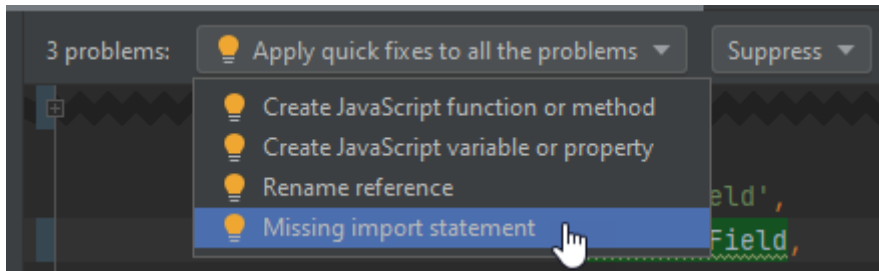 3 problems: Apply quick fixes to all the problems Suppress
Create JavaScript function or method
Create JavaScript variable or property
Rename reference
eld',
Missing import statement
Field,